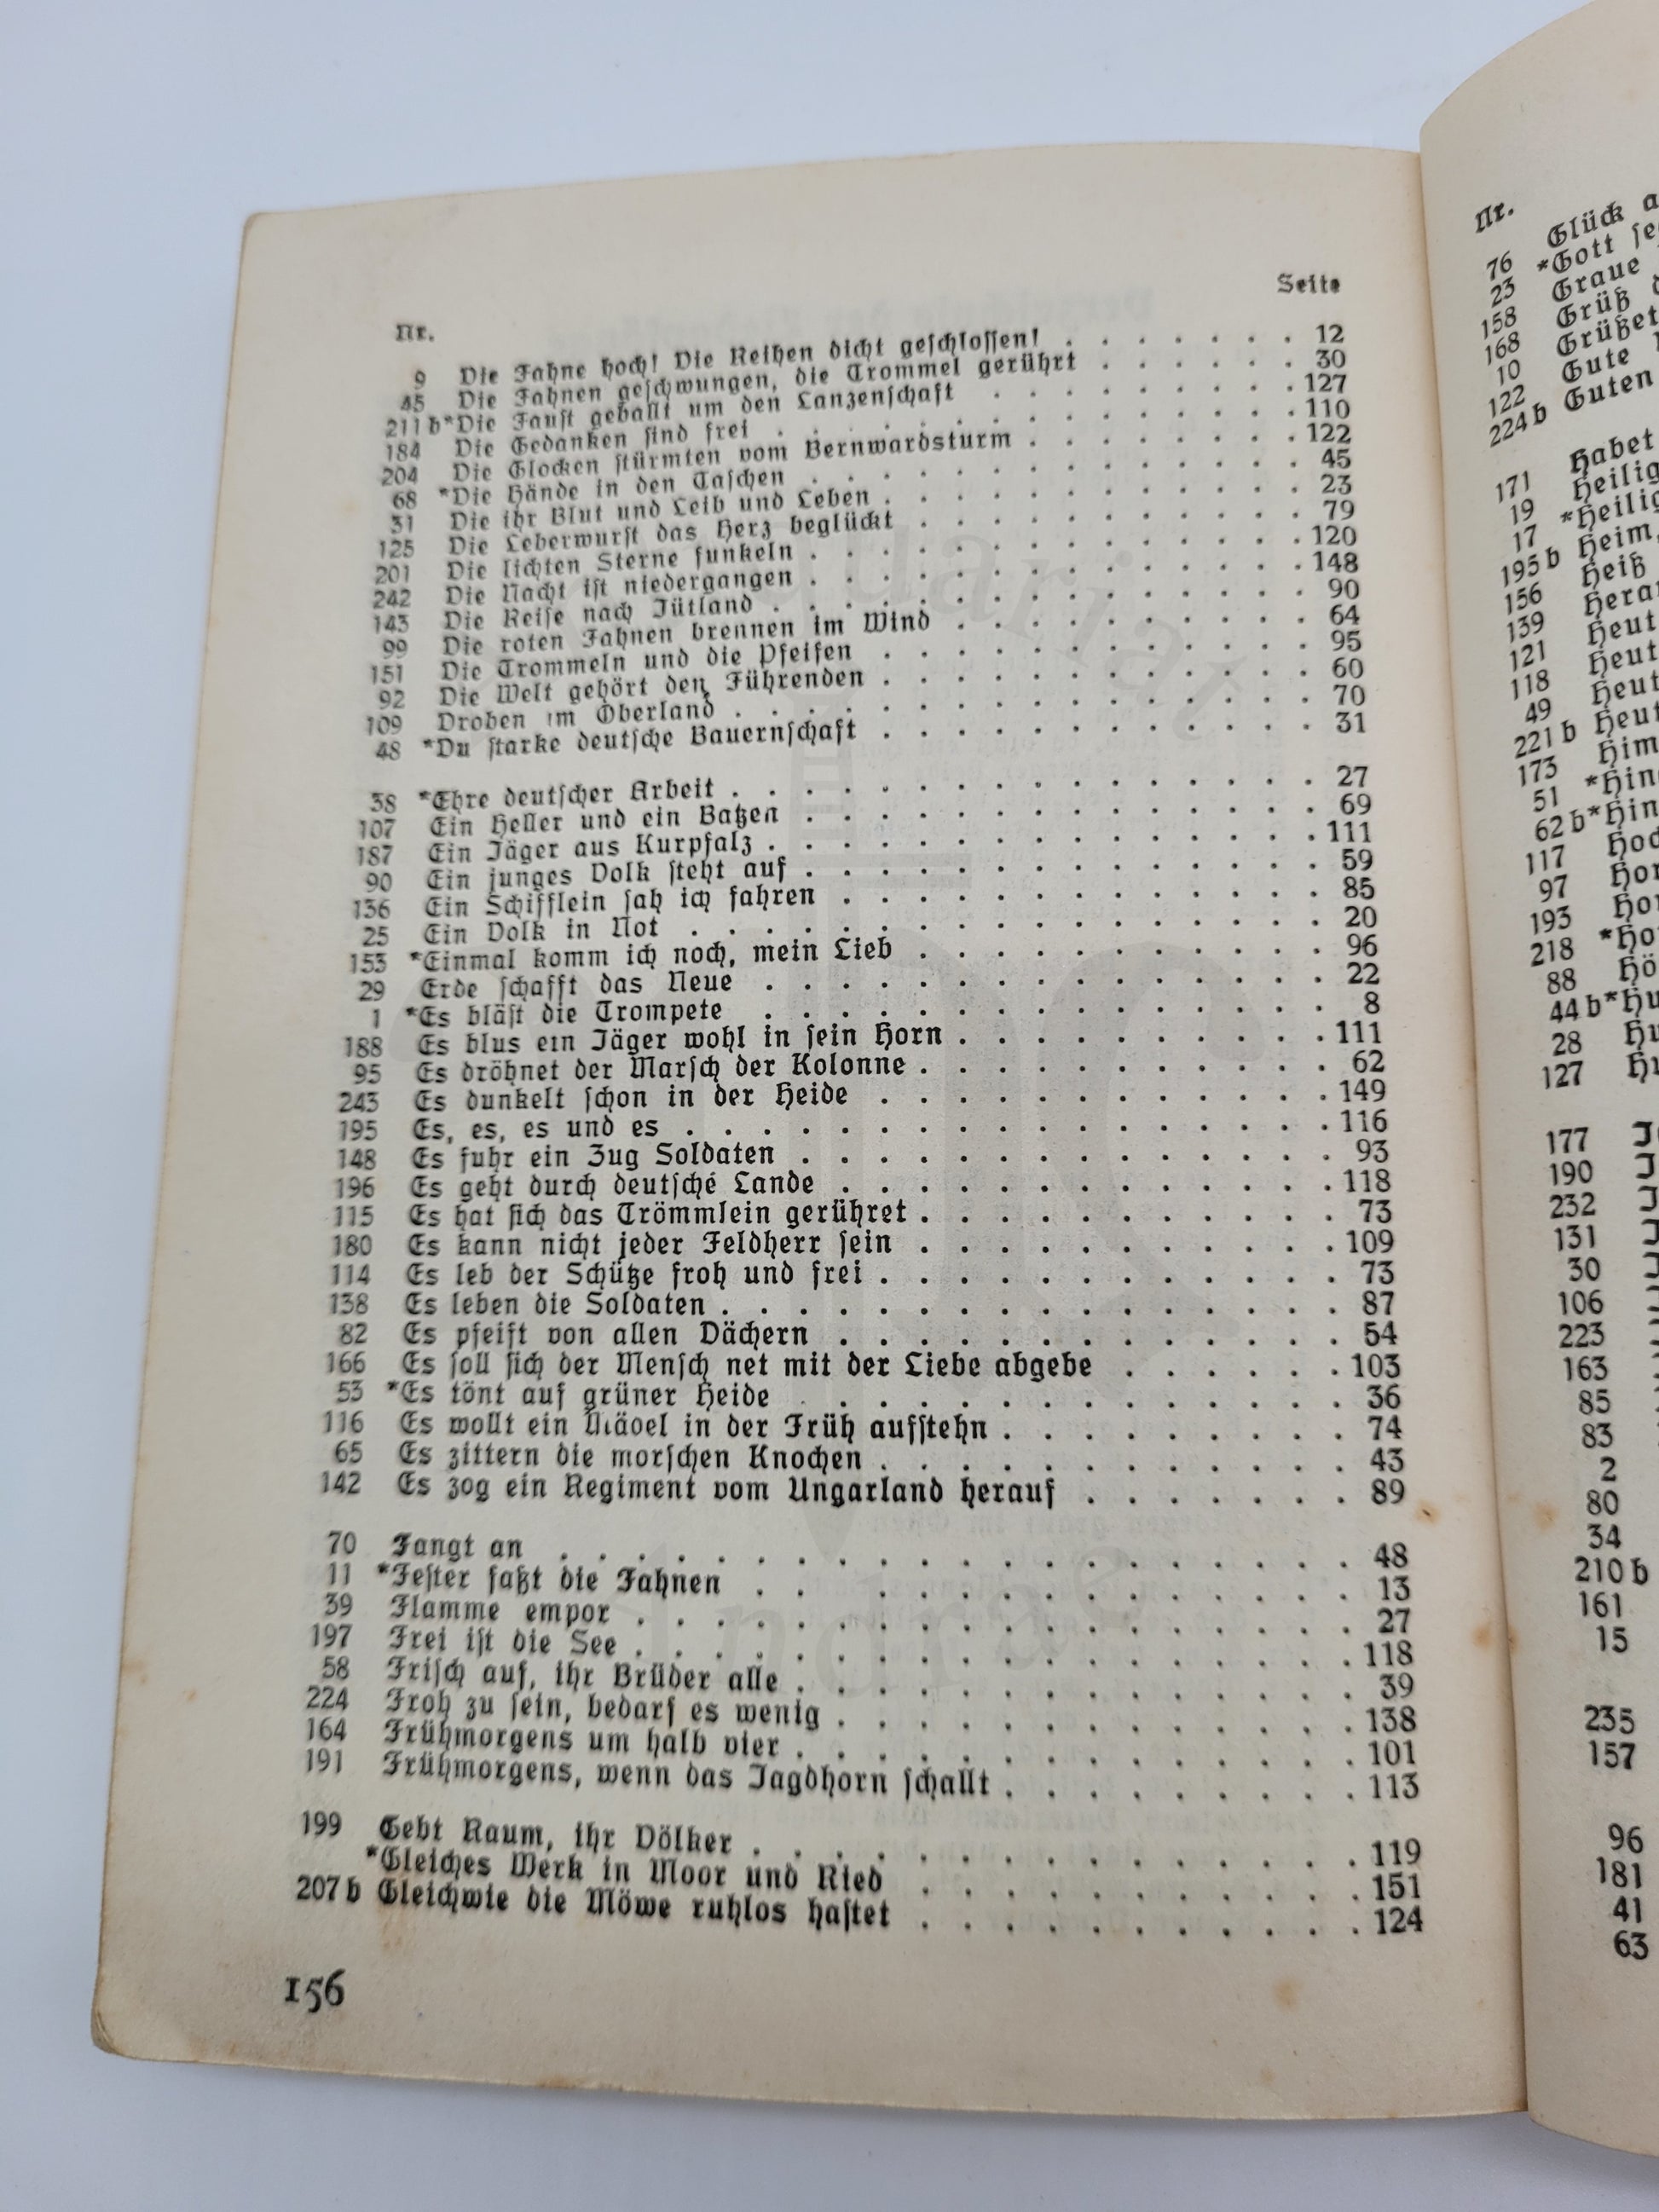 Nr. Seite
9 Die Fahne hoch! Die Reihen dicht geschlossen! . . . . . . 12
45 Die Fahnen geschwungen, die Trommel gerührt . . . . . . 30
211 b *Die Faust geballt um den Lanzenschaft . . . . . . . . 127
184 Die Gedanken sind frei . . . . . . . . . . . . . . 110
204 Die Glocken stürmten vom Bernwardsturm . . . . . . . 122
68 *Die Hände in den Taschen . . . . . . . . . . . . . 45
31 Die ihr Blut und Leib und Leben . . . . . . . . . . . 23
125 Die Leberwurst das Herz beglückt . . . . . . . . . . 79
201 Die lichten Sterne funkeln . . . . . . . . . . . . . 120
242 Die Nacht ist niedergangen . . . . . . . . . . . . . 148
143 Die Reise nach Jütland . . . . . . . . . . . . . . 90
99 Die roten Fahnen brennen im Wind . . . . . . . . . . 64
151 Die Trommeln und die Pfeifen . . . . . . . . . . . 95
92 Die Welt gehört den Führenden . . . . . . . . . . . 60
109 Droben im Oberland . . . . . . . . . . . . . . . 70
48 *Du starke deutsche Bauernschaft . . . . . . . . . . . 31
38 *Ehre deutscher Arbeit . . . . . . . . . . . . . . . 27
107 Ein Heller und ein Batzen . . . . . . . . . . . . . 69
187 Ein Jäger aus Kurpfalz . . . . . . . . . . . . . . 111
90 Ein junges Volk steht auf . . . . . . . . . . . . . 59
136 Ein Schifflein sah ich fahren . . . . . . . . . . . . 85
25 Ein Volk in Not . . . . . . . . . . . . . . . . 20
153 *Einmal komm ich noch, mein Lieb . . . . . . . . . . 96
29 Erde schafft das Neue . . . . . . . . . . . . . . 22
1 *Es bläst die Trompete . . . . . . . . . . . . . . 8
188 Es blus ein Jäger wohl in sein Horn . . . . . . . . . . 111
95 Es dröhnet der Marsch der Kolonne . . . . . . . . . . 62
243 Es dunkelt schon in der Heide . . . . . . . . . . . 149
195 Es, es, es und es . . . . . . . . . . . . . . . . 116
148 Es fuhr ein Zug Soldaten . . . . . . . . . . . . . 93
196 Es geht durch deutsche Lande . . . . . . . . . . . . 118
115 Es hat sich das Trömmlein gerühret . . . . . . . . . . 73
180 Es kann nicht jeder Feldherr sein . . . . . . . . . . 109
114 Es leb der Schütze froh und frei . . . . . . . . . . . 73
138 Es leben die Soldaten . . . . . . . . . . . . . . . 87
82 Es pfeift von allen Dächern . . . . . . . . . . . . 54
166 Es soll sich der Mensch net mit der Liebe abgebe . . . . . . 103
53 *Es tönt auf grüner Heide . . . . . . . . . . . . . 36
116 Es wollt ein Mädel in der Früh aufstehn . . . . . . . . 74
65 Es zittern die morschen Knochen . . . . . . . . . . . 43
142 Es zog ein Regiment vom Ungarland herauf . . . . . . . 89
70 Fangt an . . . . . . . . . . . . . . . . . . 48
11 *Fester faßt die Fahnen . . . . . . . . . . . . . . 13
39 Flamme empor . . . . . . . . . . . . . . . . . 27
197 Frei ist die See . . . . . . . . . . . . . . . . . 118
58 Frisch auf, ihr Brüder alle . . . . . . . . . . . . . 39
224 Froh zu sein, bedarf es wenig . . . . . . . . . . . . 138
164 Frühmorgens um halb vier . . . . . . . . . . . . . 101
191 Frühmorgens, wenn das Jagdhorn schallt . . . . . . . . 113
199 Gebt Raum, ihr Völker . . . . . . . . . . . . . . 119
*Gleiches Werk in Moor und Ried . . . . . . . . . . 151
207 b Gleichwie die Möwe ruhlos hastet . . . . . . . . . . 124
156
Nr.
76 Glück
23 *Gott
158 Graue
168 Grüß
10 Grüßet
122 Gute
224 b Guten
171 Habet
19 Heilig
17 *Heilig
195 b Heim,
156 Heiß
139
121 Heut
118 Heut
49 Heut
221 b Heut
173
51
62 b
117
97
193
218
88
44 b
28
127
177
190
232
131
30
106
223
163
85
83
2
80
34
210 b
161
15
235
157
96
181
41
63